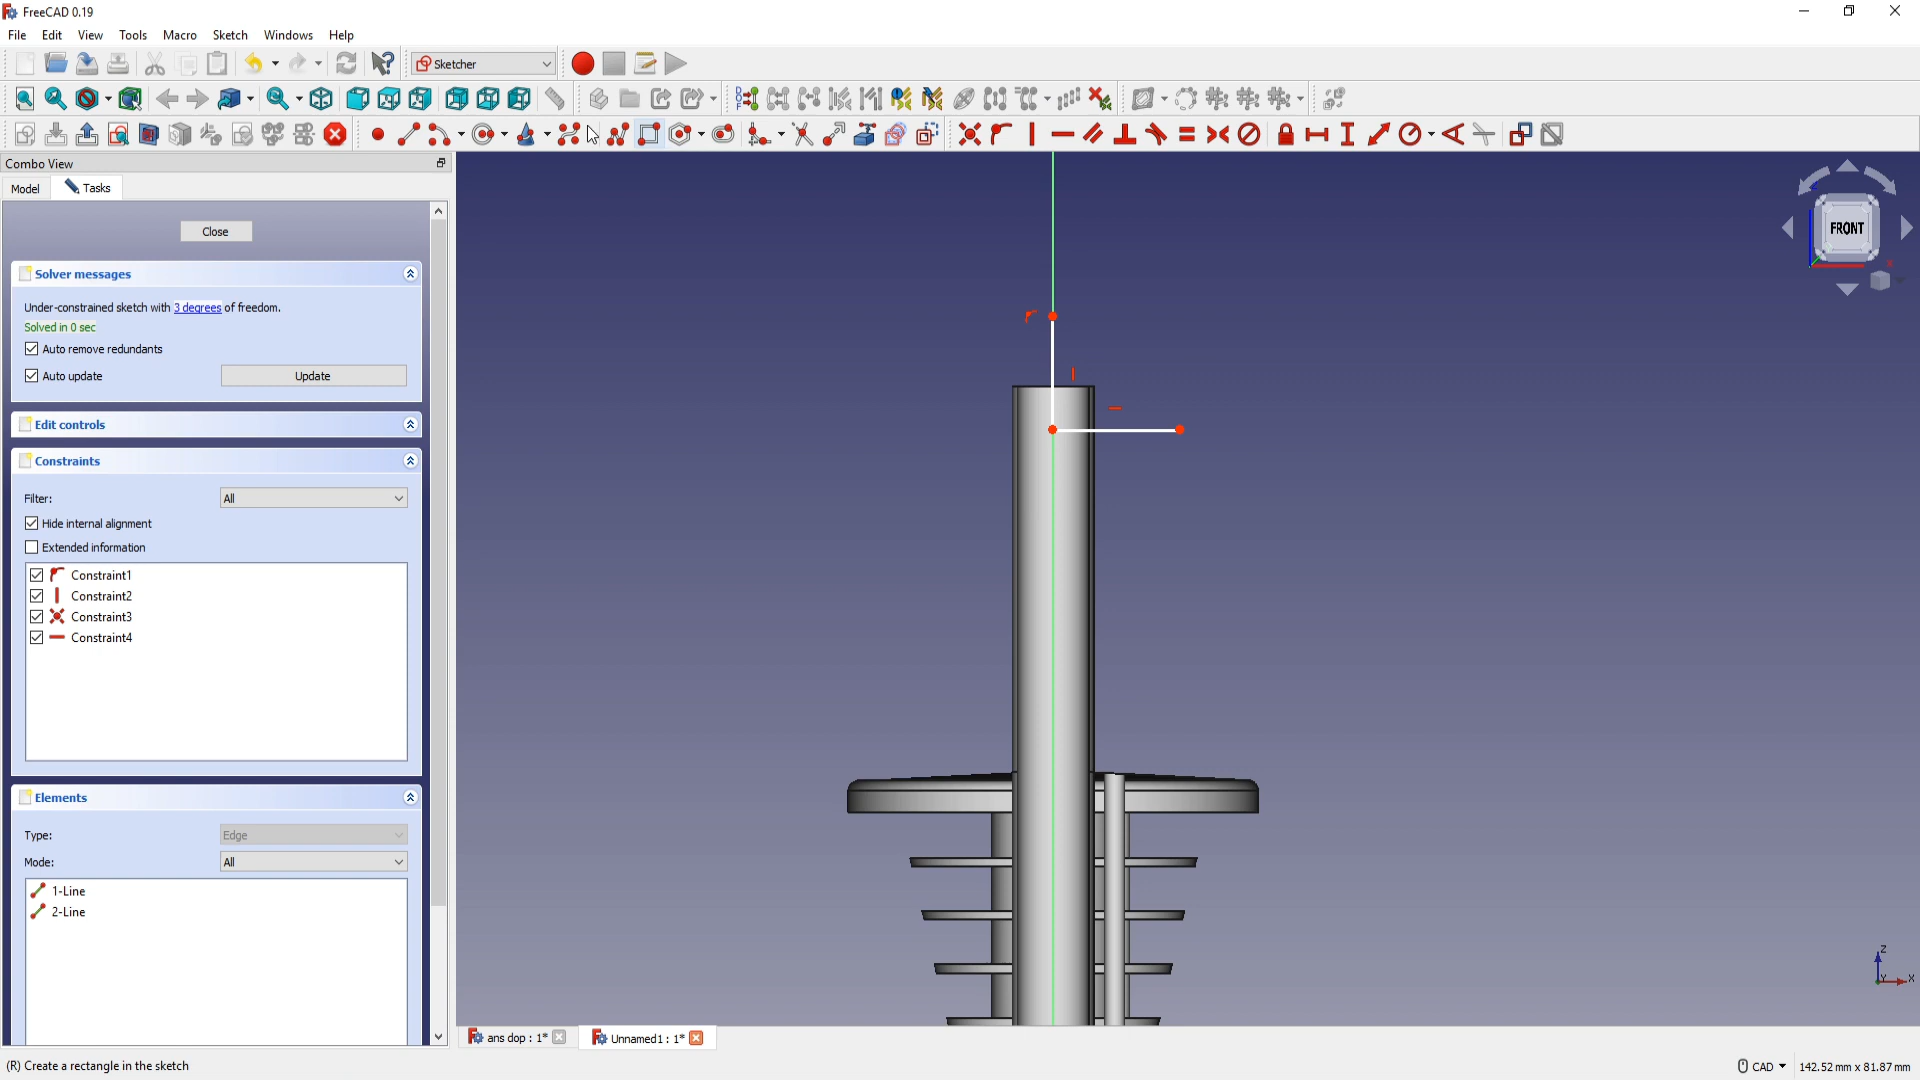 FreeCAD 0.19
File Edit View Tools Macro Sketch Windows Help
Sketcher
Combo View
Model Tasks
Close
Solver messages
Under-constrained sketch with 3 degrees of freedom.
Solved in 0 sec
Auto remove redundants
Auto update Update
Edit controls
Constraints
Filter: All
Hide internal alignment
Extended information
Constraint1
Constraint2
Constraint3
Constraint4
Elements
Type: Edge
Mode: All
1-Line
2-Line
FRONT
Z
X
Z
Y X
ans dop : 1* Unnamed1 : 1*
(R) Create a rectangle in the sketch
CAD 142.52 mm x 81.87 mm